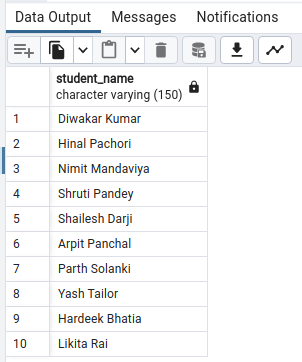 Data Output Messages Notifications
student_name
character varying (150)
1 Diwakar Kumar
2 Hinal Pachori
3 Nimit Mandaviya
4 Shruti Pandey
5 Shailesh Darji
6 Arpit Panchal
7 Parth Solanki
8 Yash Tailor
9 Hardeek Bhatia
10 Likita Rai